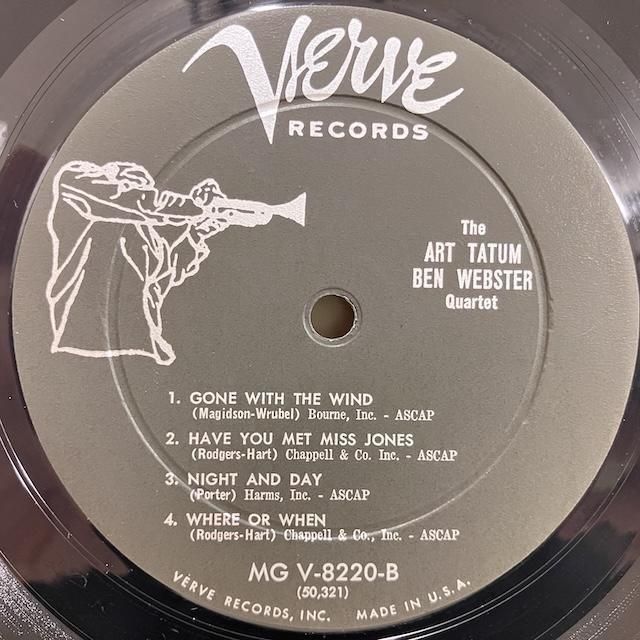 Verve
RECORDS
The
ART TATUM
BEN WEBSTER
Quartet
1. GONE WITH THE WIND
(Magidson-Wrubel) Bourne, Inc. - ASCAP
2. HAVE YOU MET MISS JONES
(Rodgers-Hart) Chappell & Co. Inc. - ASCAP
3. NIGHT AND DAY
(Porter) Harms, Inc. - ASCAP
4. WHERE OR WHEN
(Rodgers-Hart) Chappell & Co., Inc. - ASCAP
MG V-8220-B
(50,321)
VERVE RECORDS, INC. MADE IN U.S.A.